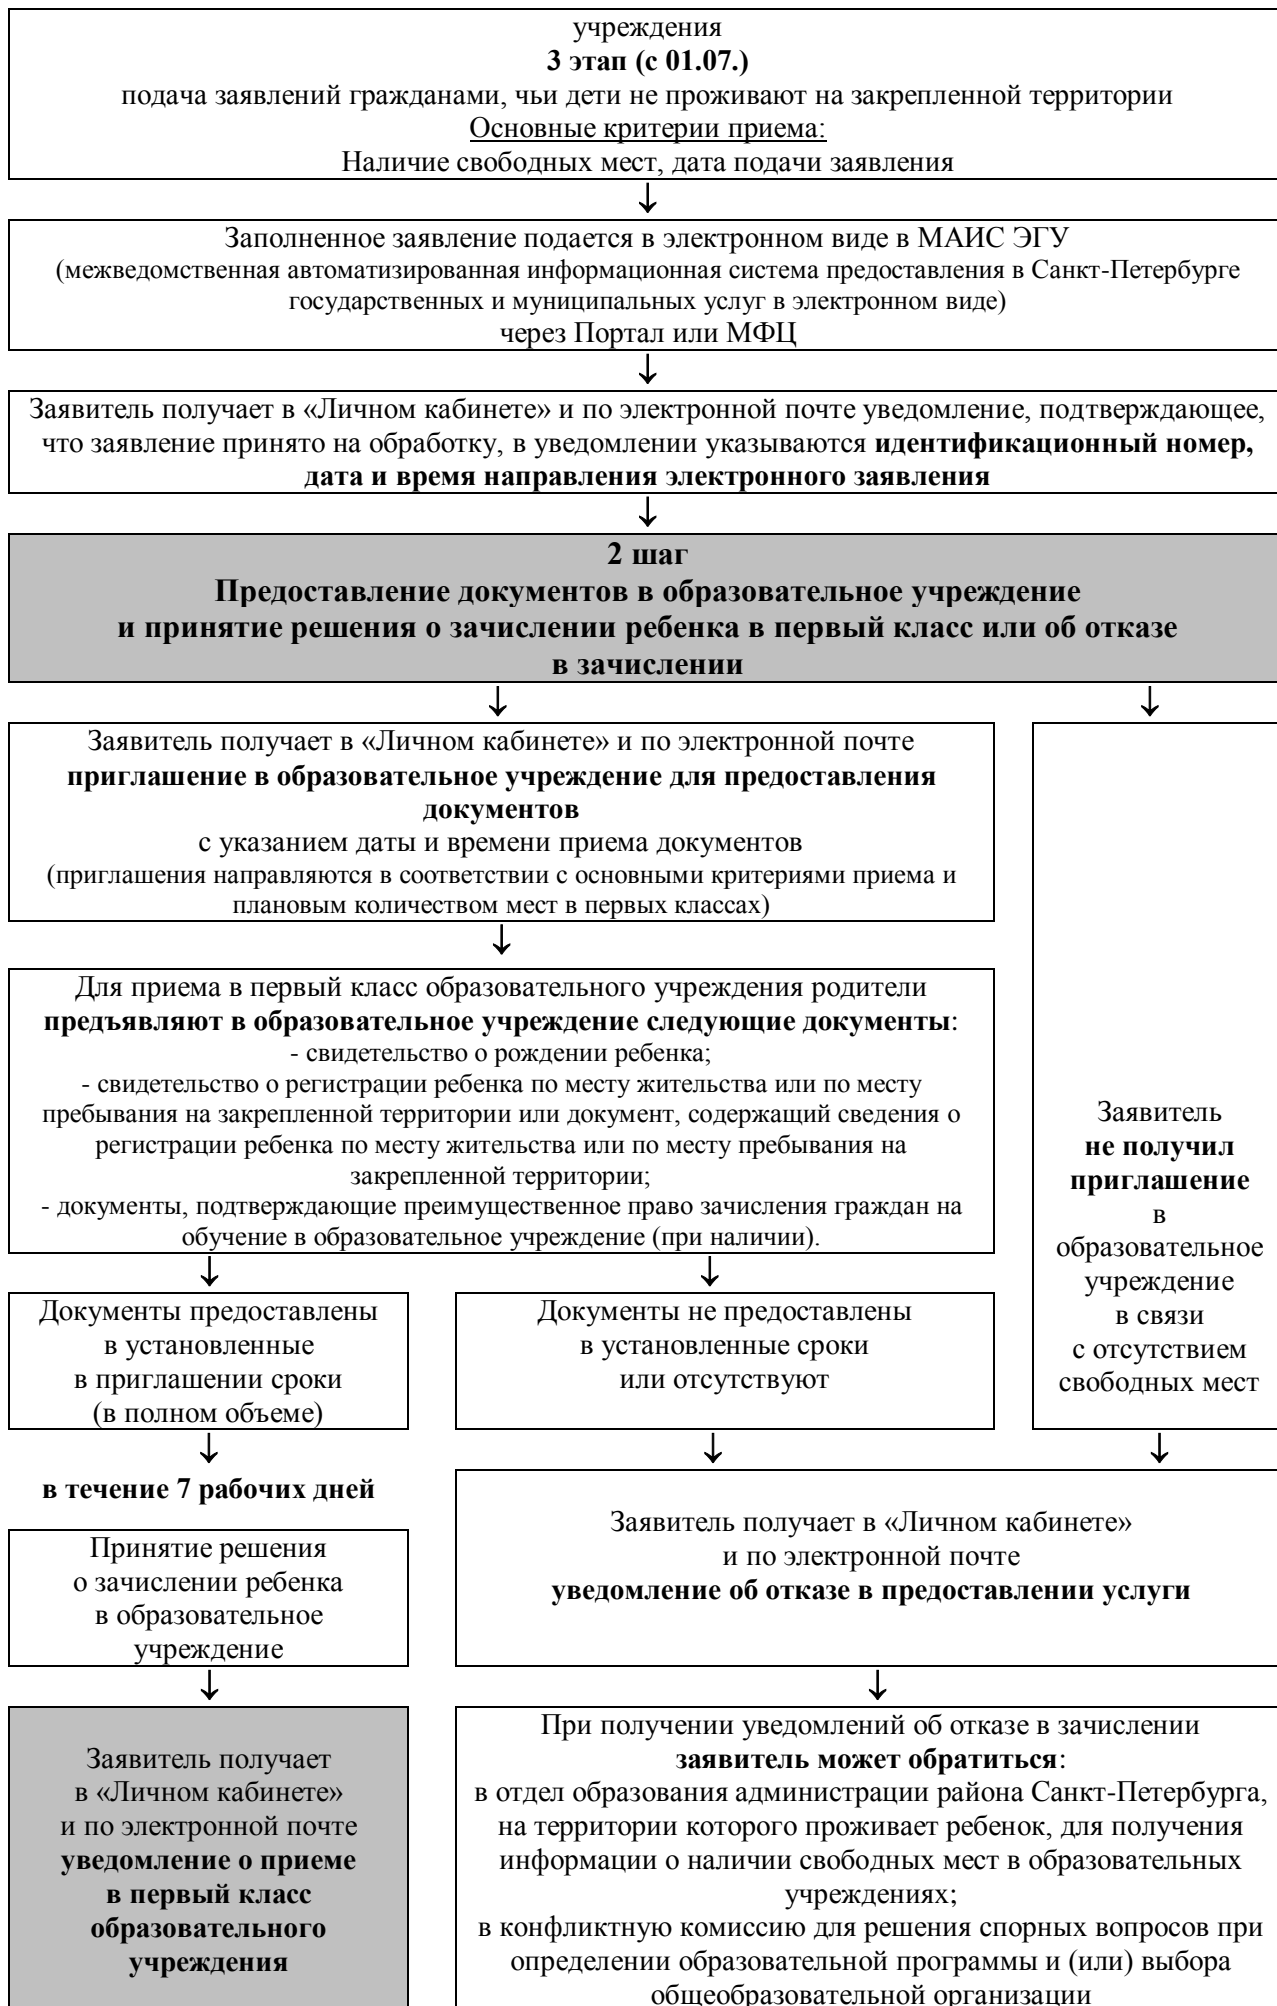 учреждения
3 этап (с 01.07.)
подача заявлений гражданами, чьи дети не проживают на закрепленной территории
Основные критерии приема:
Наличие свободных мест, дата подачи заявления
↓
Заполненное заявление подается в электронном виде в МАИС ЭГУ
(межведомственная автоматизированная информационная система предоставления в Санкт-Петербурге
государственных и муниципальных услуг в электронном виде)
через Портал или МФЦ
↓
Заявитель получает в «Личном кабинете» и по электронной почте уведомление, подтверждающее,
что заявление принято на обработку, в уведомлении указываются идентификационный номер,
дата и время направления электронного заявления
↓
2 шаг
Предоставление документов в образовательное учреждение
и принятие решения о зачислении ребенка в первый класс или об отказе
в зачислении
↓ ↓
Заявитель получает в «Личном кабинете» и по электронной почте
приглашение в образовательное учреждение для предоставления
документов
с указанием даты и времени приема документов
(приглашения направляются в соответствии с основными критериями приема и
плановым количеством мест в первых классах)
↓
Для приема в первый класс образовательного учреждения родители
предъявляют в образовательное учреждение следующие документы:
- свидетельство о рождении ребенка;
- свидетельство о регистрации ребенка по месту жительства или по месту
пребывания на закрепленной территории или документ, содержащий сведения о
регистрации ребенка по месту жительства или по месту пребывания на
закрепленной территории;
- документы, подтверждающие преимущественное право зачисления граждан на
обучение в образовательное учреждение (при наличии).
Заявитель
не получил
приглашение
в
образовательное
учреждение
в связи
с отсутствием
свободных мест
↓ ↓
Документы предоставлены
в установленные
в приглашении сроки
(в полном объеме)
Документы не предоставлены
в установленные сроки
или отсутствуют
↓ ↓ ↓
в течение 7 рабочих дней
Принятие решения
о зачислении ребенка
в образовательное
учреждение
Заявитель получает в «Личном кабинете»
и по электронной почте
уведомление об отказе в предоставлении услуги
↓ ↓
Заявитель получает
в «Личном кабинете»
и по электронной почте
уведомление о приеме
в первый класс
образовательного
учреждения
При получении уведомлений об отказе в зачислении
заявитель может обратиться:
в отдел образования администрации района Санкт-Петербурга,
на территории которого проживает ребенок, для получения
информации о наличии свободных мест в образовательных
учреждениях;
в конфликтную комиссию для решения спорных вопросов при
определении образовательной программы и (или) выбора
общеобразовательной организации